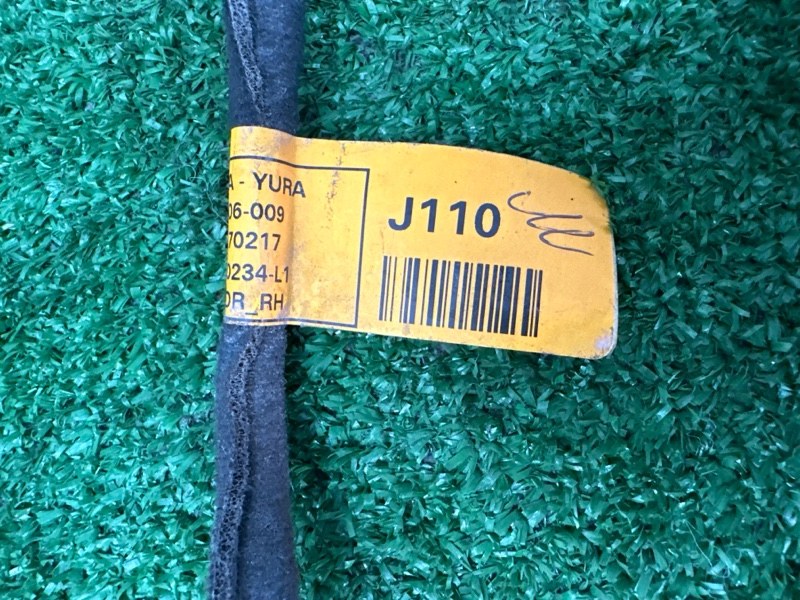 A - YURA
06-009
70217
0234-L1
DR_RH
J110